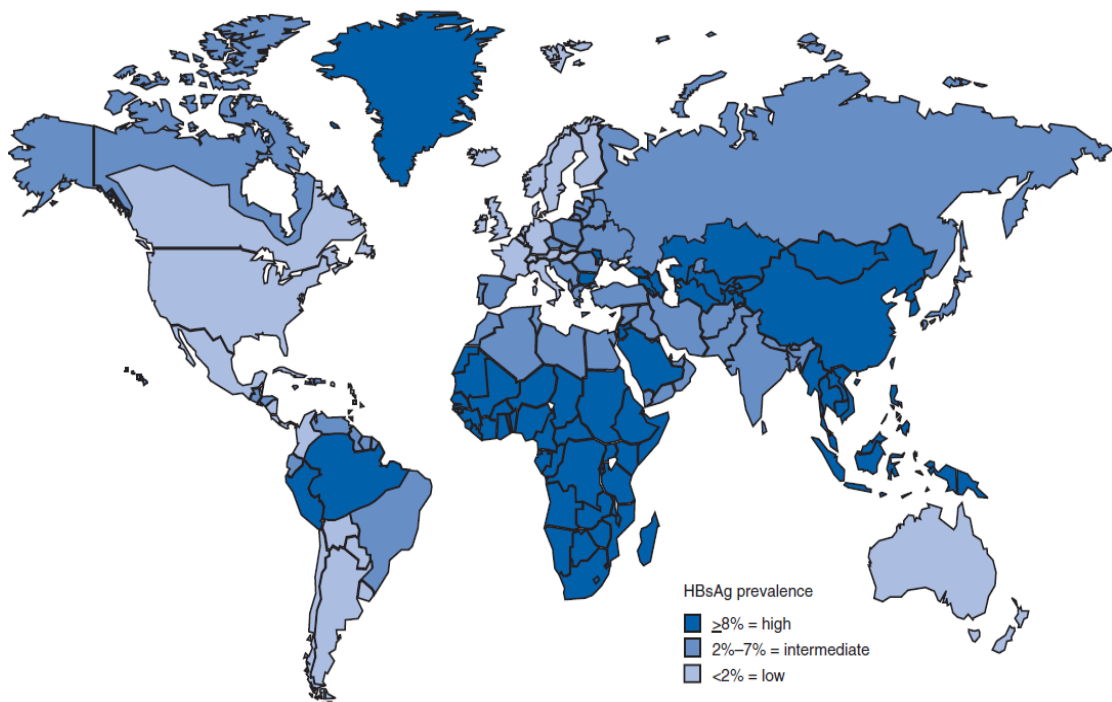 HBsAg prevalence
≥8% = high
2%–7% = intermediate
<2% = low